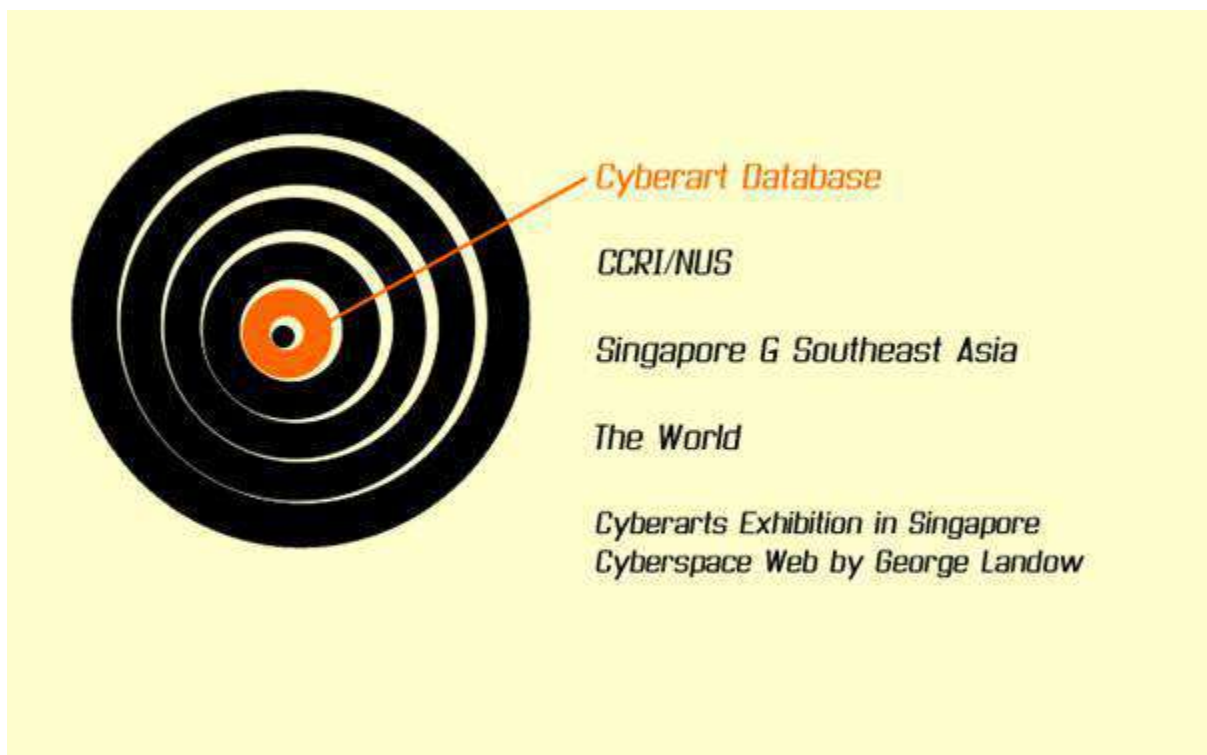 Cyberart Database
CCRI/NUS
Singapore & Southeast Asia
The World
Cyberarts Exhibition in Singapore
Cyberspace Web by George Landow